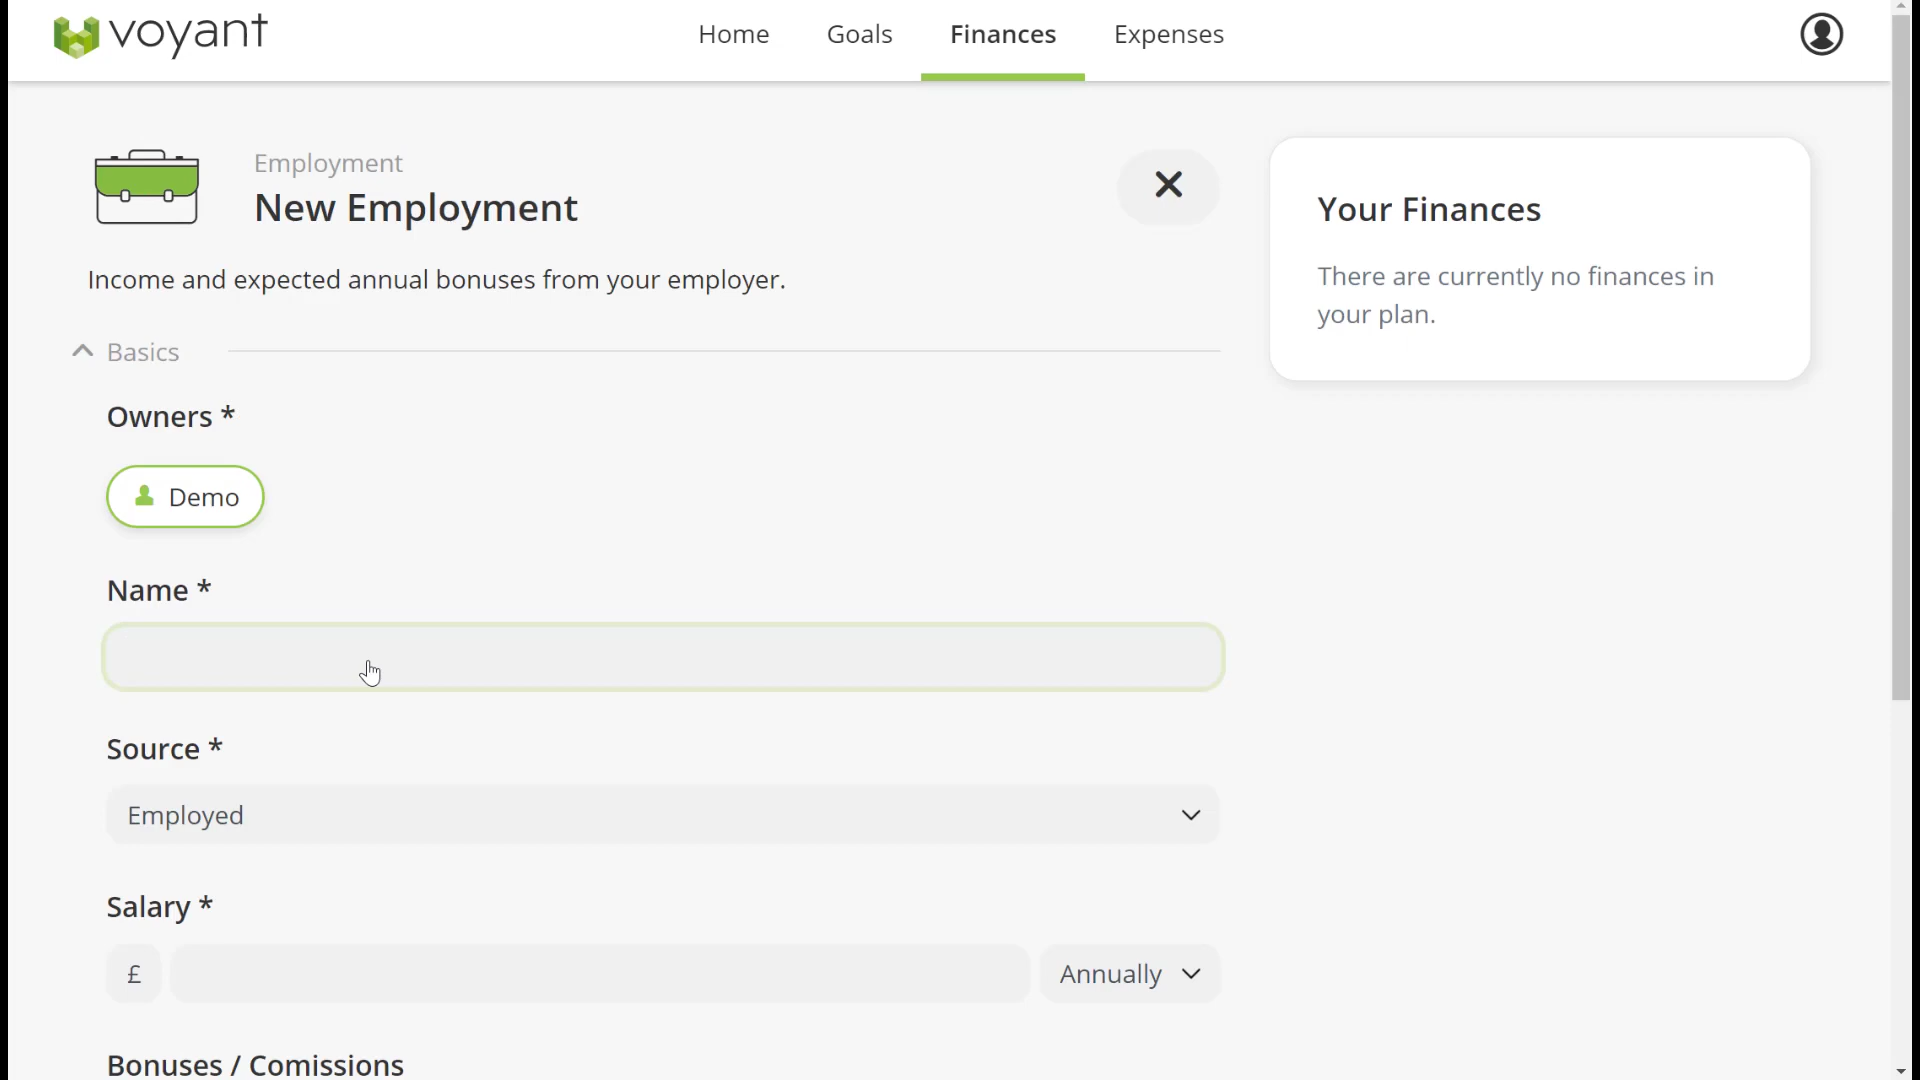 voyant
Home
Goals
Finances
Expenses
Employment
New Employment
Income and expected annual bonuses from your employer.
Basics
Owners *
Demo
Name *
Source *
Employed
Salary *
£
Annually
Bonuses / Comissions
Your Finances
There are currently no finances in
your plan.